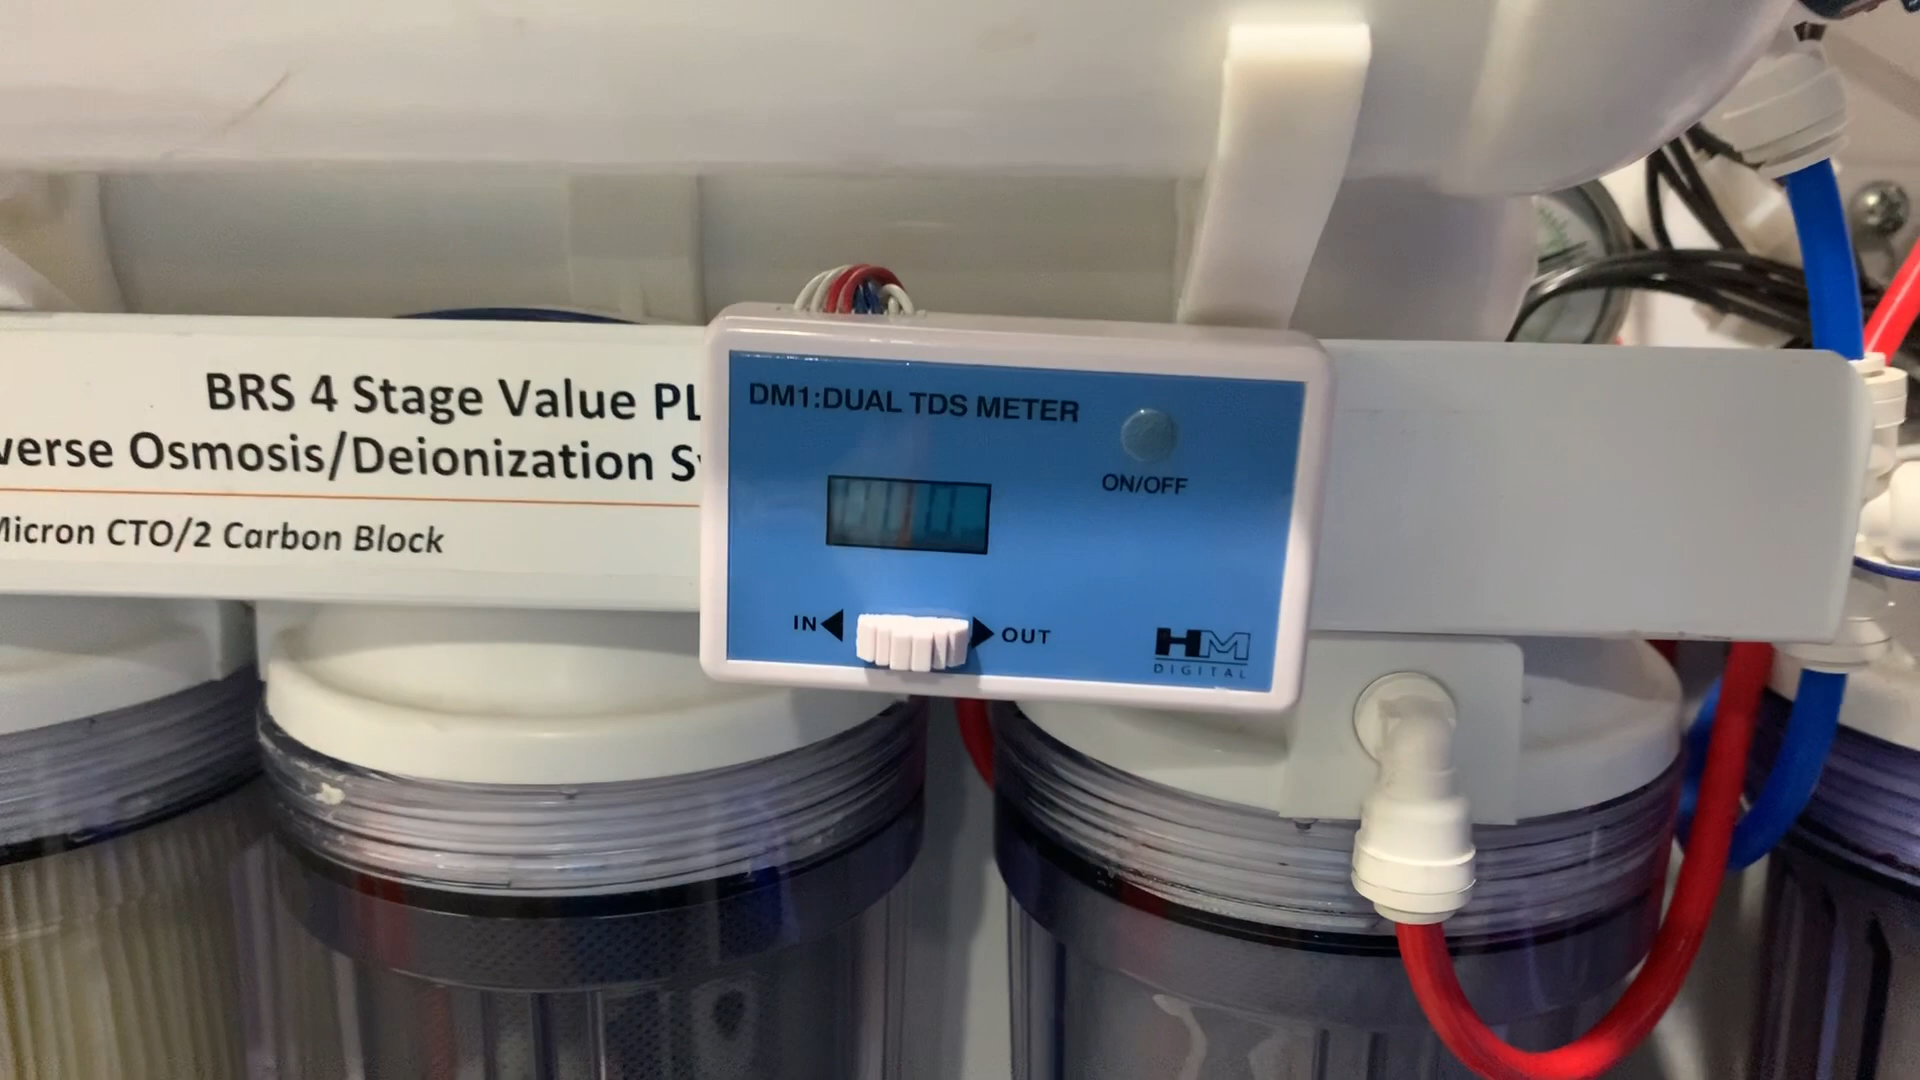 BRS 4 Stage Value PL
verse Osmosis/Deionization S
Micron CTO/2 Carbon Block
DM1:DUAL TDS METER
ON/OFF
IN
OUT
HM
DIGITAL